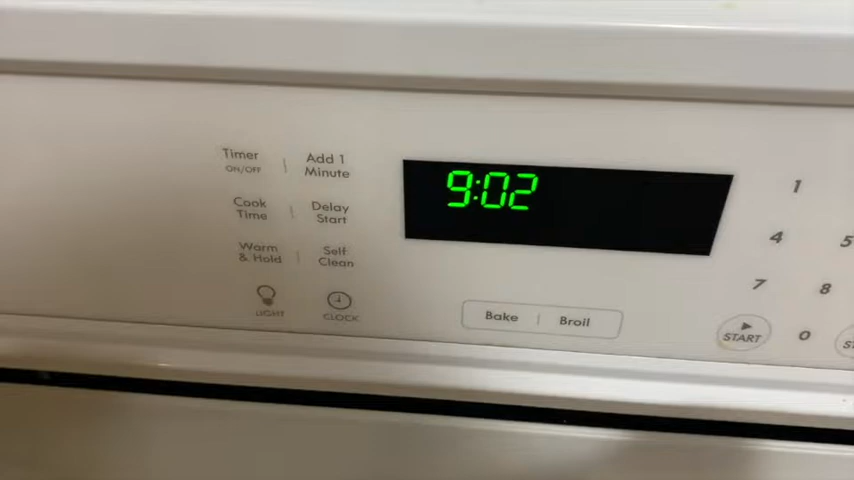 Timer
ON/OFF
Add 1
Minute
Cook
Time
Delay
Start
Warm
& Hold
Self
Clean
LIGHT
CLOCK
9:02
Bake
Broil
1
4
5
7
8
START
0